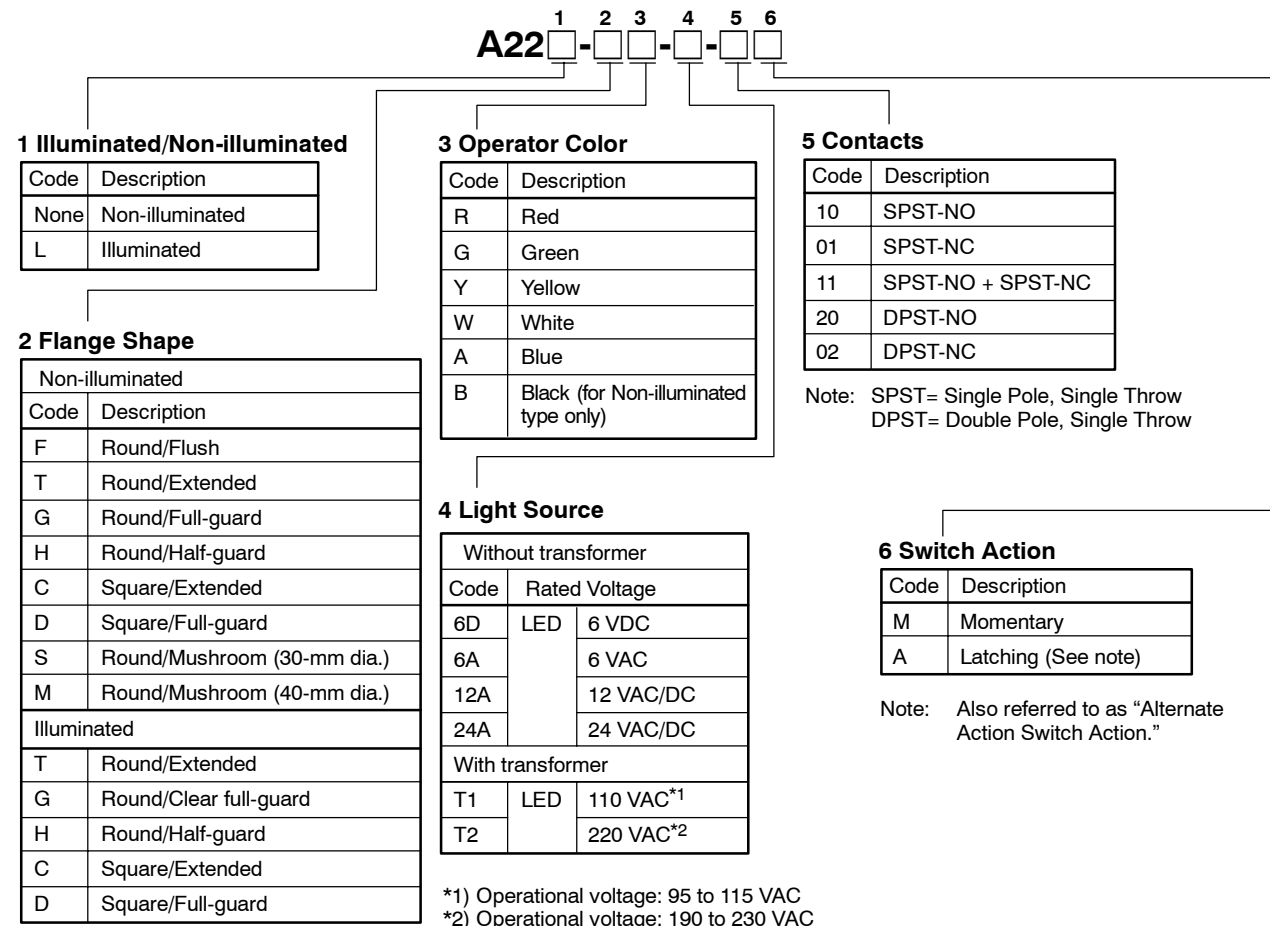 1 2 3 4 5 6
A22□-□□-□-□□
1 Illuminated/Non-illuminated
Code Description
None Non-illuminated
L Illuminated
2 Flange Shape
Non-illuminated
Code Description
F Round/Flush
T Round/Extended
G Round/Full-guard
H Round/Half-guard
C Square/Extended
D Square/Full-guard
S Round/Mushroom (30-mm dia.)
M Round/Mushroom (40-mm dia.)
Illuminated
T Round/Extended
G Round/Clear full-guard
H Round/Half-guard
C Square/Extended
D Square/Full-guard
3 Operator Color
Code Description
R Red
G Green
Y Yellow
W White
A Blue
B Black (for Non-illuminated
type only)
4 Light Source
Without transformer
Code Rated Voltage
6D LED 6 VDC
6A 6 VAC
12A 12 VAC/DC
24A 24 VAC/DC
With transformer
T1 LED 110 VAC*1
T2 220 VAC*2
*1) Operational voltage: 95 to 115 VAC
*2) Operational voltage: 190 to 230 VAC
5 Contacts
Code Description
10 SPST-NO
01 SPST-NC
11 SPST-NO + SPST-NC
20 DPST-NO
02 DPST-NC
Note: SPST= Single Pole, Single Throw
DPST= Double Pole, Single Throw
6 Switch Action
Code Description
M Momentary
A Latching (See note)
Note: Also referred to as “Alternate
Action Switch Action.”